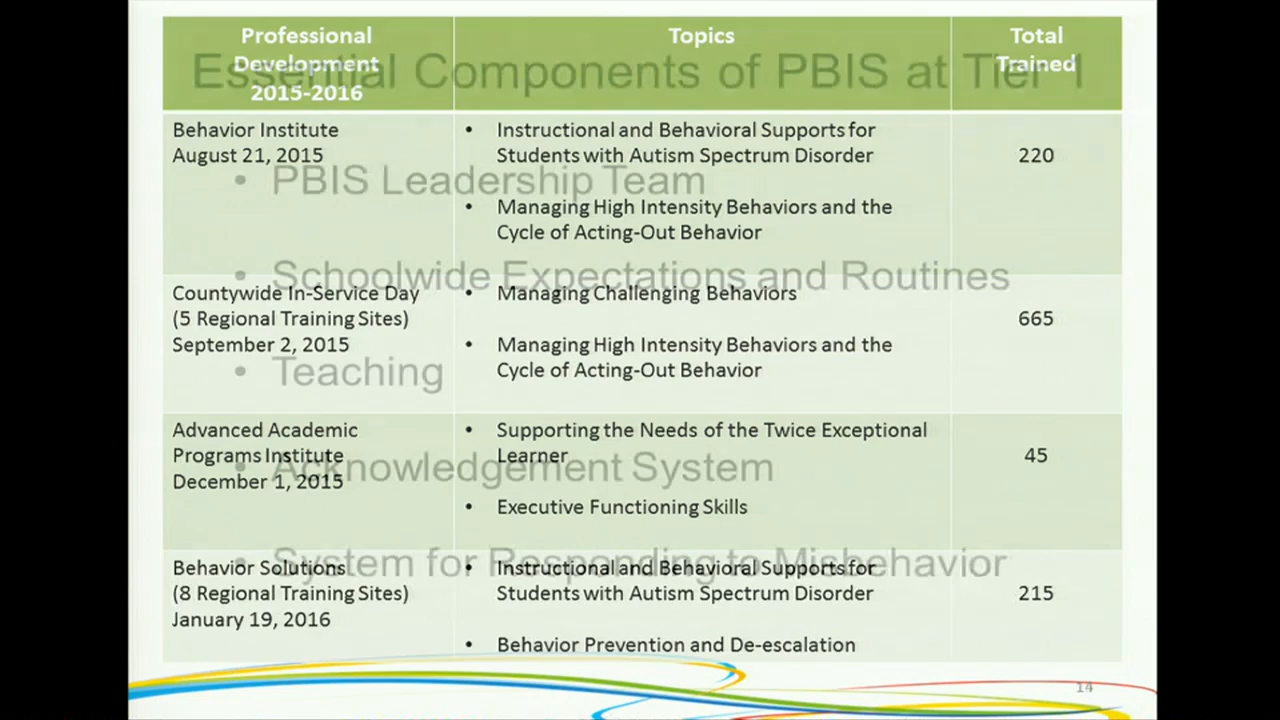 Professional
Development
2015-2016
Topics
Total
Trained
Behavior Institute
August 21, 2015
• Instructional and Behavioral Supports for
Students with Autism Spectrum Disorder
• Managing High Intensity Behaviors and the
Cycle of Acting-Out Behavior
220
Countywide In-Service Day
(5 Regional Training Sites)
September 2, 2015
• Managing Challenging Behaviors
• Managing High Intensity Behaviors and the
Cycle of Acting-Out Behavior
665
Advanced Academic
Programs Institute
December 1, 2015
• Supporting the Needs of the Twice Exceptional
Learner
• Executive Functioning Skills
45
Behavior Solutions
(8 Regional Training Sites)
January 19, 2016
• Instructional and Behavioral Supports for
Students with Autism Spectrum Disorder
• Behavior Prevention and De-escalation
215
Essential Components of PBIS at Tier I
• PBIS Leadership Team
• Schoolwide Expectations and Routines
• Teaching
• Acknowledgement System
• System for Responding to Misbehavior
14